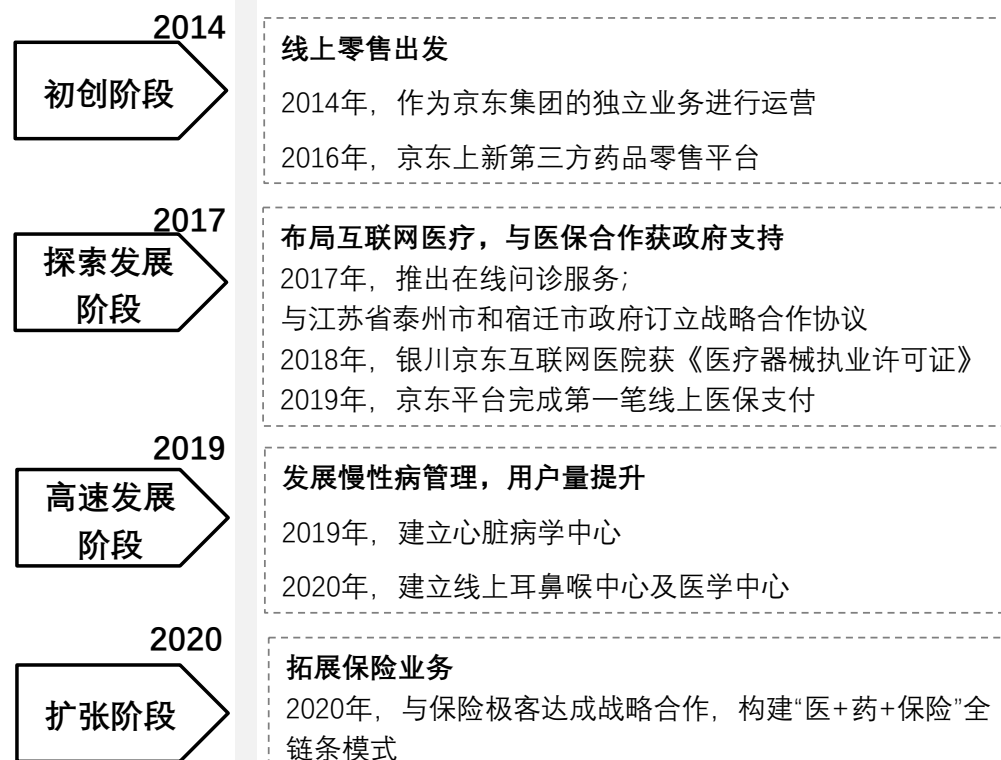 2014
初创阶段
线上零售出发
2014年，作为京东集团的独立业务进行运营
2016年，京东上新第三方药品零售平台
2017
探索发展
阶段
布局互联网医疗，与医保合作获政府支持
2017年，推出在线问诊服务；
与江苏省泰州市和宿迁市政府订立战略合作协议
2018年，银川京东互联网医院获《医疗器械执业许可证》
2019年，京东平台完成第一笔线上医保支付
2019
高速发展
阶段
发展慢性病管理，用户量提升
2019年，建立心脏病学中心
2020年，建立线上耳鼻喉中心及医学中心
2020
扩张阶段
拓展保险业务
2020年，与保险极客达成战略合作，构建“医+药+保险”全
链条模式